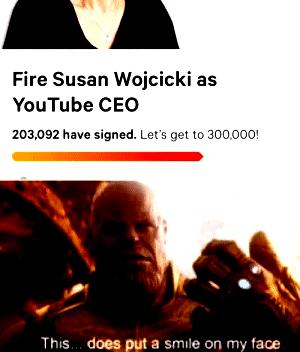 Fire Susan Wojcicki as
YouTube CEO
203,092 have signed. Let's get to 300,000!
This... does put a smile on my face